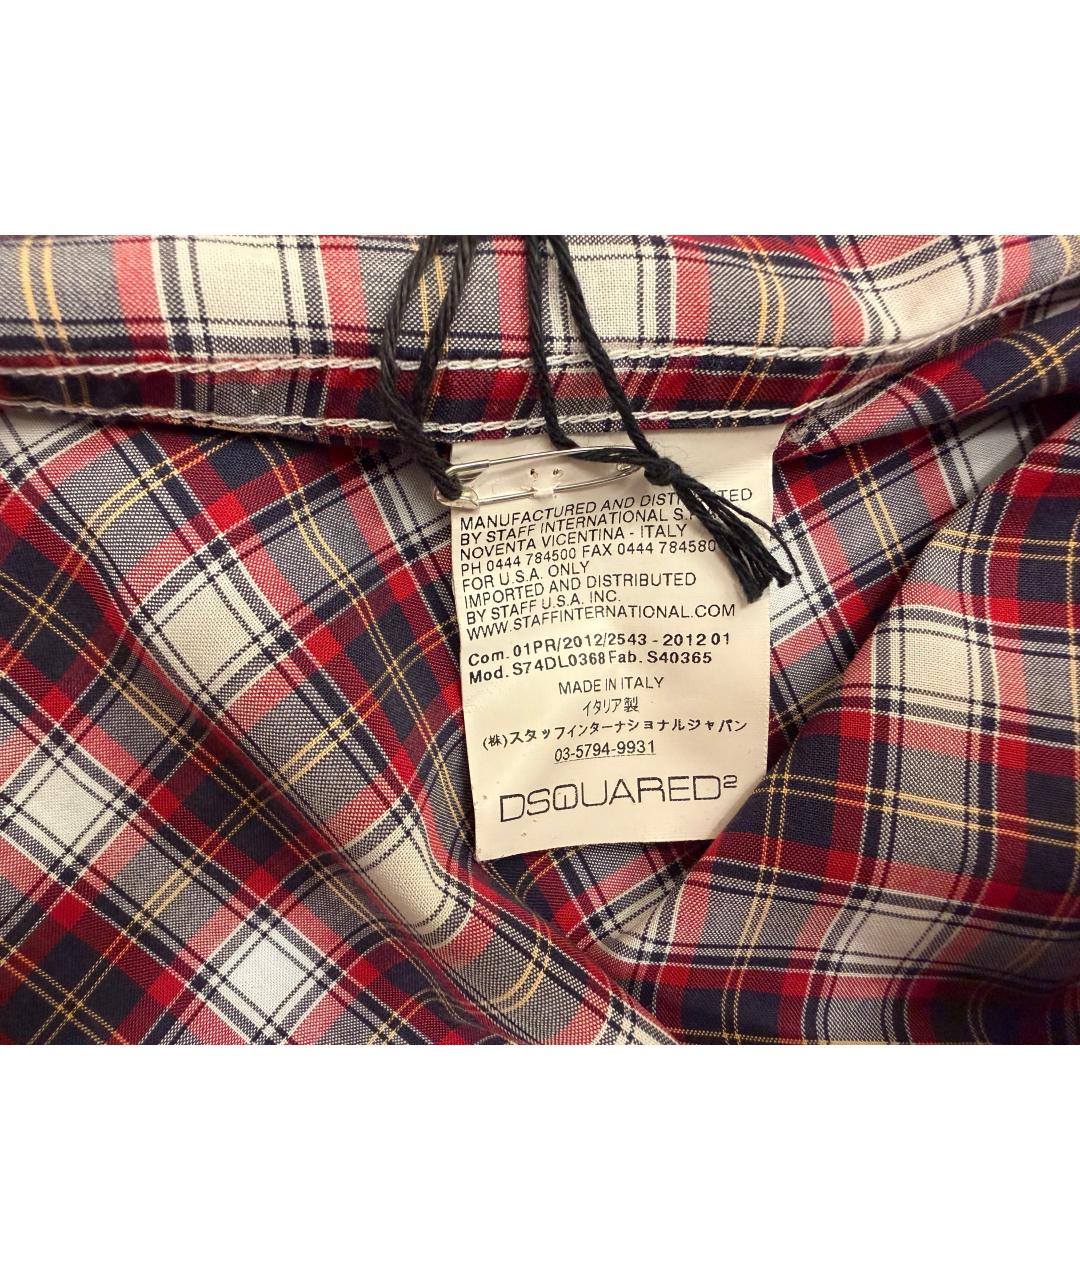 MANUFACTURED AND DISTRIBUTED
BY STAFF INTERNATIONAL
NOVENTA VICENTINA - ITALY
PH 0444 784500 FAX 0444 784580
FOR U.S.A. ONLY
IMPORTED AND DISTRIBUTED
BY STAFF U.S.A. INC.
WWW.STAFFINTERNATIONAL.COM
Com. 01PR/2012/2543 - 2012 01
Mod. S74DL0368 Fab. S40365
MADE IN ITALY
イタリア製
(株)スタッフインターナショナルジャパン
03-5794-9931
DSQUARED2